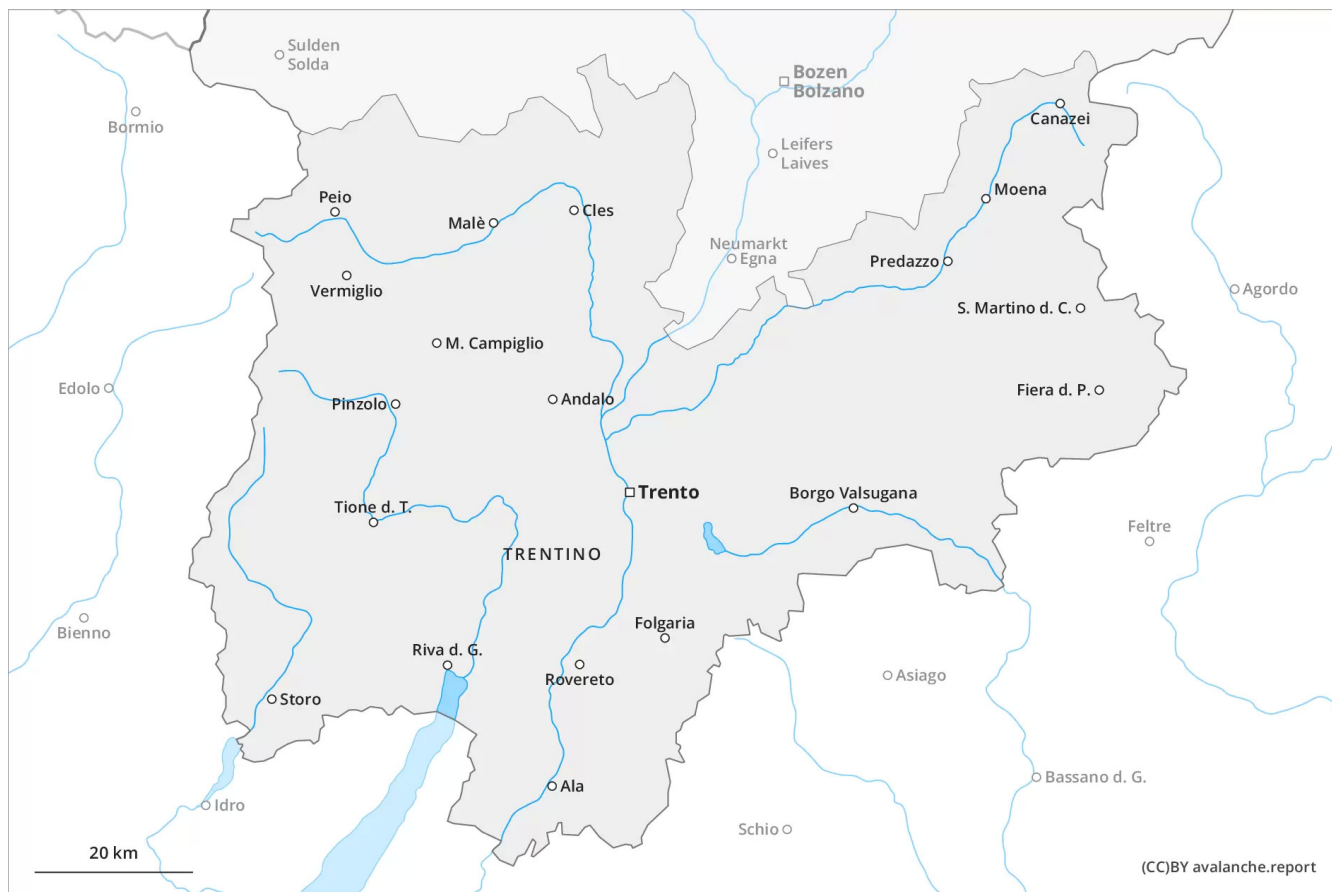 Sulden
Solda
Bozen
Bolzano
Bormio
Canazei
Leifers
Laives
Moena
Peio
Malè
Cles
Neumarkt
Egna
Predazzo
Vermiglio
Agordo
S. Martino d. C.
M. Campiglio
Edolo
Pinzolo
Andalo
Fiera d. P.
Trento
Borgo Valsugana
Tione d. T.
Feltre
TRENTINO
Bienno
Folgaria
Riva d. G.
Rovereto
Asiago
Storo
Bassano d. G.
Ala
Idro
Schio
20 km
(CC)BY avalanche.report